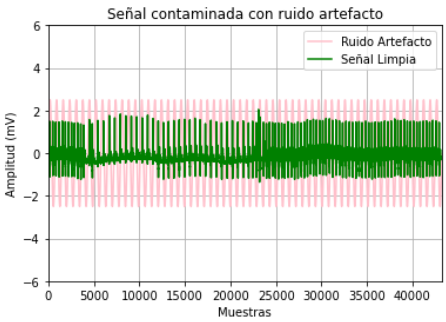 Señal contaminada con ruido artefacto
Ruido Artefacto
Señal Limpia
Amplitud (mV)
6
4
2
0
−2
−4
−6
0 5000 10000 15000 20000 25000 30000 35000 40000
Muestras